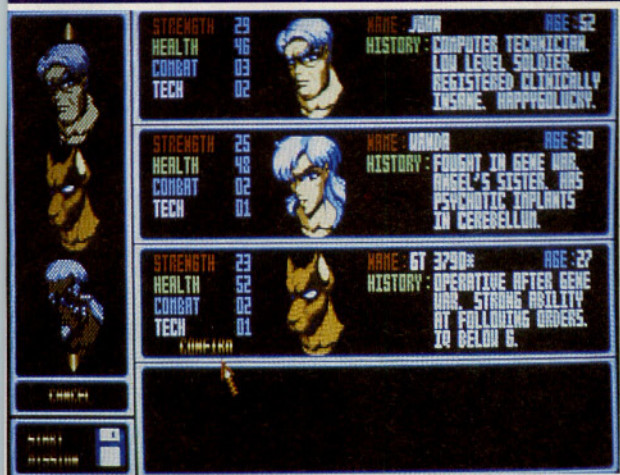 STRENGTH 29
HEALTH 46
COMBAT 03
TECH 02
NAME: JOHN AGE: 52
HISTORY: COMPUTER TECHNICIAN.
LOW LEVEL SOLDIER.
REGISTERED CLINICALLY
INSANE. HAPPYGOLUCKY.
STRENGTH 25
HEALTH 48
COMBAT 02
TECH 01
NAME: WANDA AGE: 30
HISTORY: FOUGHT IN GENE WAR.
ANGEL'S SISTER. HAS
PSYCHOTIC IMPLANTS
IN CEREBELLUM.
STRENGTH 23
HEALTH 52
COMBAT 02
TECH 01
NAME: GT 3790* AGE: 27
HISTORY: OPERATIVE AFTER GENE
WAR. STRONG ABILITY
AT FOLLOWING ORDERS.
IQ BELOW 6.
CONFIRM
CANCEL
START
MISSION